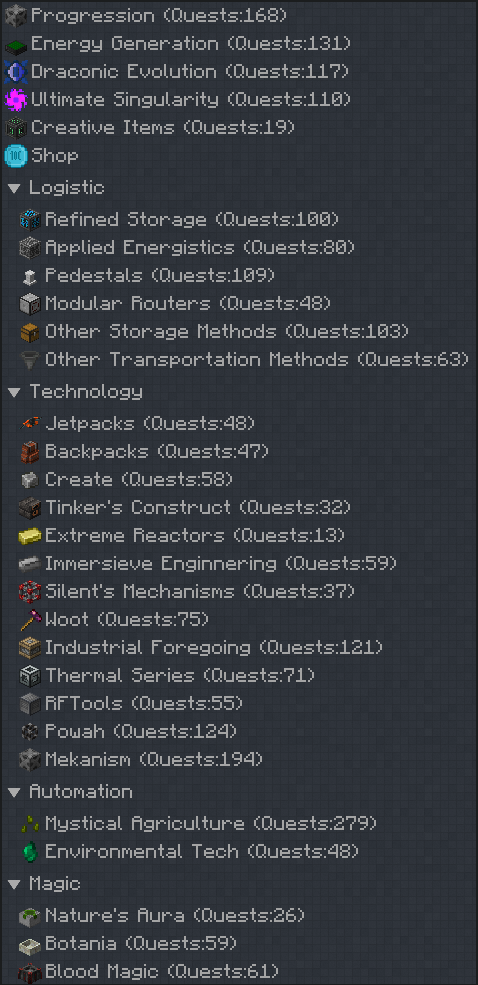 Progression (Quests:168)
Energy Generation (Quests:131)
Draconic Evolution (Quests:117)
Ultimate Singularity (Quests:110)
Creative Items (Quests:19)
Shop
Logistic
Refined Storage (Quests:100)
Applied Energistics (Quests:80)
Pedestals (Quests:109)
Modular Routers (Quests:48)
Other Storage Methods (Quests:103)
Other Transportation Methods (Quests:63)
Technology
Jetpacks (Quests:48)
Backpacks (Quests:47)
Create (Quests:58)
Tinker's Construct (Quests:32)
Extreme Reactors (Quests:13)
Immersieve Enginnering (Quests:59)
Silent's Mechanisms (Quests:37)
Woot (Quests:75)
Industrial Foregoing (Quests:121)
Thermal Series (Quests:71)
RFTools (Quests:55)
Powah (Quests:124)
Mekanism (Quests:194)
Automation
Mystical Agriculture (Quests:279)
Environmental Tech (Quests:48)
Magic
Nature's Aura (Quests:26)
Botania (Quests:59)
Blood Magic (Quests:61)